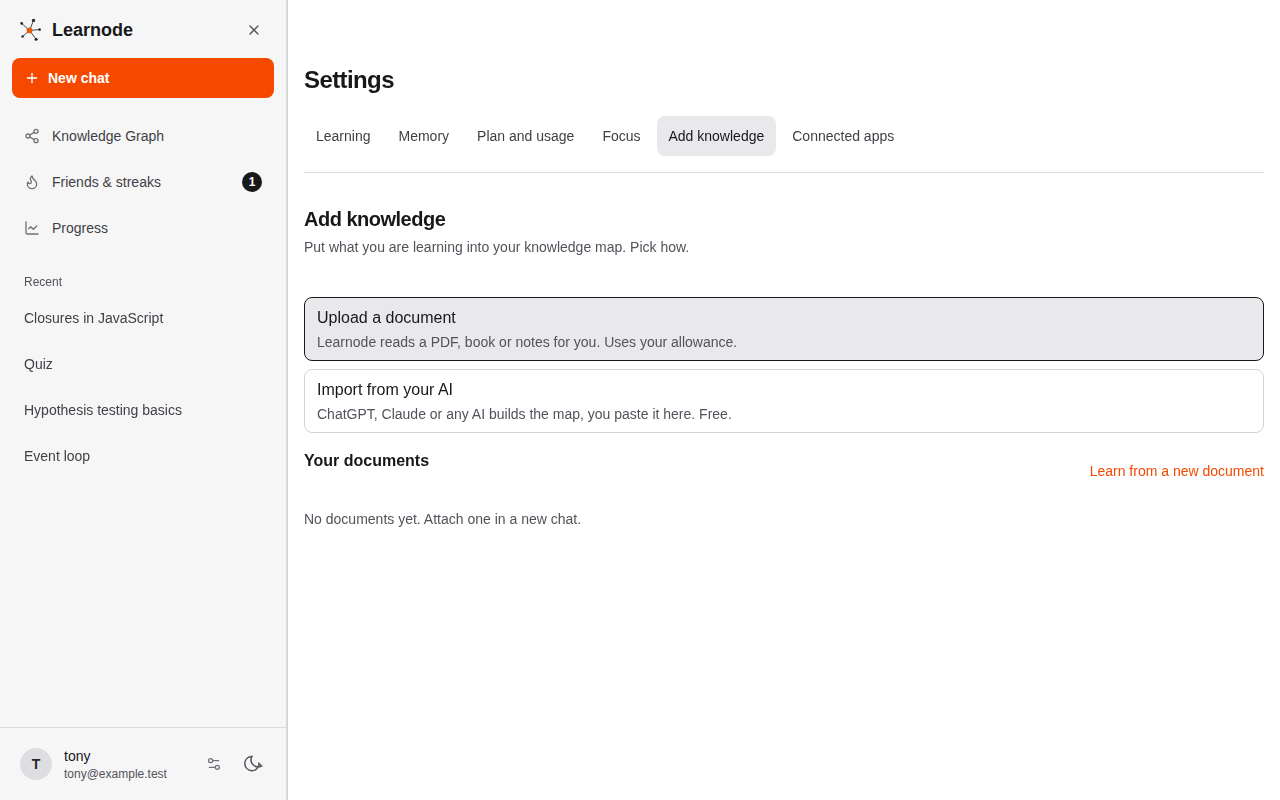 Learnode
New chat
Knowledge Graph
Friends & streaks
1
Progress
Recent
Closures in JavaScript
Quiz
Hypothesis testing basics
Event loop
T
tony
tony@example.test
Settings
Learning
Memory
Plan and usage
Focus
Add knowledge
Connected apps
Add knowledge
Put what you are learning into your knowledge map. Pick how.
Upload a document
Learnode reads a PDF, book or notes for you. Uses your allowance.
Import from your AI
ChatGPT, Claude or any AI builds the map, you paste it here. Free.
Your documents
Learn from a new document
No documents yet. Attach one in a new chat.